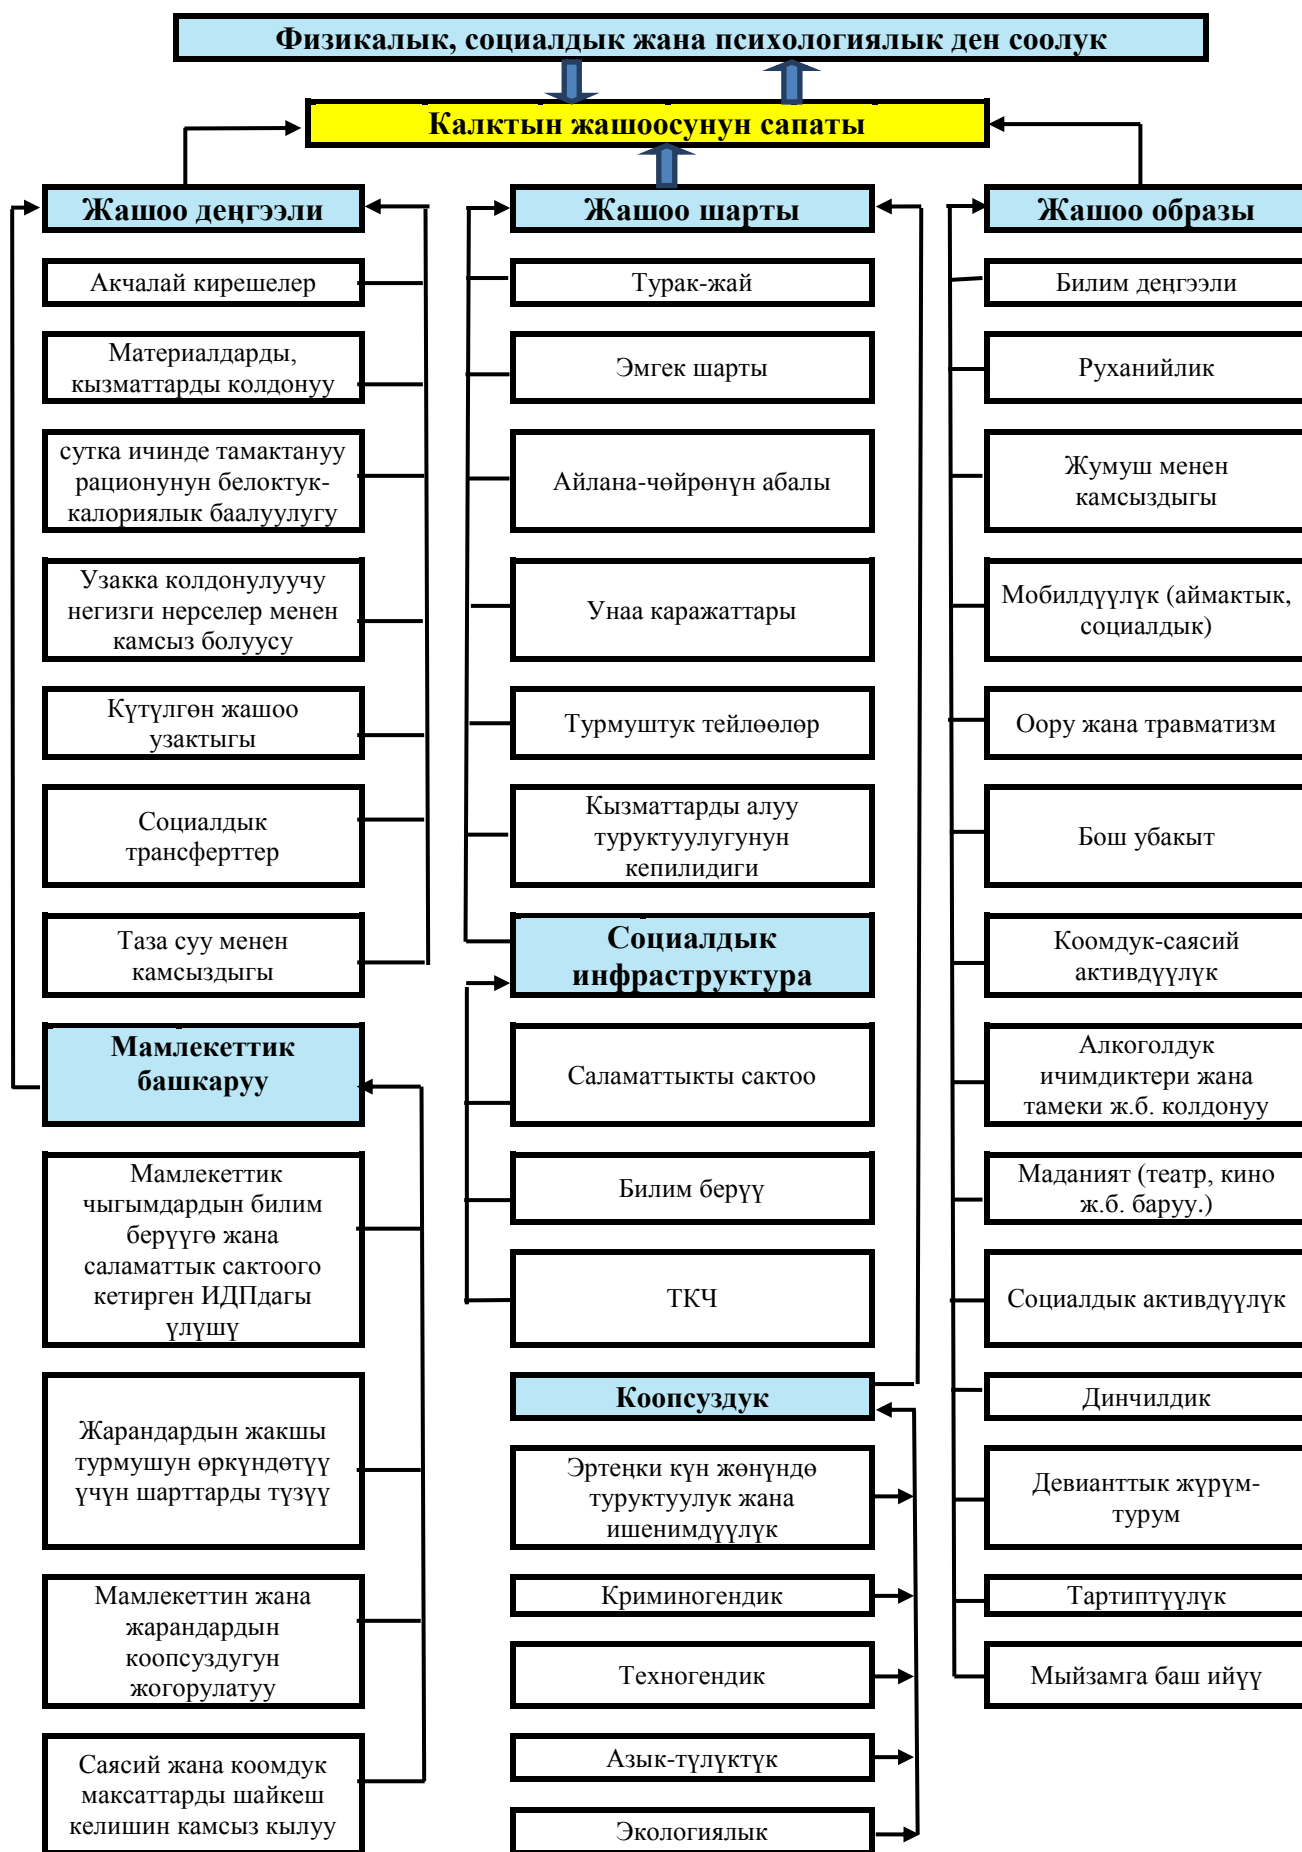 Физикалык, социалдык жана психологиялык ден соолук
Калктын жашоосунун сапаты
Жашоо деңгээли
Акчалай кирешелер
Материалдарды,
кызматтарды колдонуу
сутка ичинде тамактануу
рационунун белоктук-
калориялык баалуулугу
Узакка колдонулуучу
негизги нерселер менен
камсыз болуусу
Күтүлгөн жашоо
узактыгы
Социалдык
трансферттер
Таза суу менен
камсыздыгы
Мамлекеттик
башкаруу
Мамлекеттик
чыгымдардын билим
берүүгө жана
саламаттык сактоого
кетирген ИДПдагы
үлүшү
Жарандардын жакшы
турмушун өркүндөтүү
үчүн шарттарды түзүү
Мамлекеттин жана
жарандардын
коопсуздугун
жогорулатуу
Саясий жана коомдук
максаттарды шайкеш
келишин камсыз кылуу
Жашоо шарты
Турак-жай
Эмгек шарты
Айлана-чөйрөнүн абалы
Унаа каражаттары
Турмуштук тейлөөлөр
Кызматтарды алуу
туруктуулугунун
кепилидиги
Социалдык
инфраструктура
Саламаттыкты сактоо
Билим берүү
ТКЧ
Коопсуздук
Эртеңки күн жөнүндө
туруктуулук жана
ишенимдүүлүк
Криминогендик
Техногендик
Азык-түлүктүк
Экологиялык
Жашоо образы
Билим деңгээли
Руханийлик
Жумуш менен
камсыздыгы
Мобилдүүлүк (аймактык,
социалдык)
Оору жана травматизм
Бош убакыт
Коомдук-саясий
активдүүлүк
Алкоголдук
ичимдиктери жана
тамеки ж.б. колдонуу
Маданият (театр, кино
ж.б. баруу.)
Социалдык активдүүлүк
Динчилдик
Девианттык жүрүм-
турум
Тартиптүүлүк
Мыйзамга баш ийүү